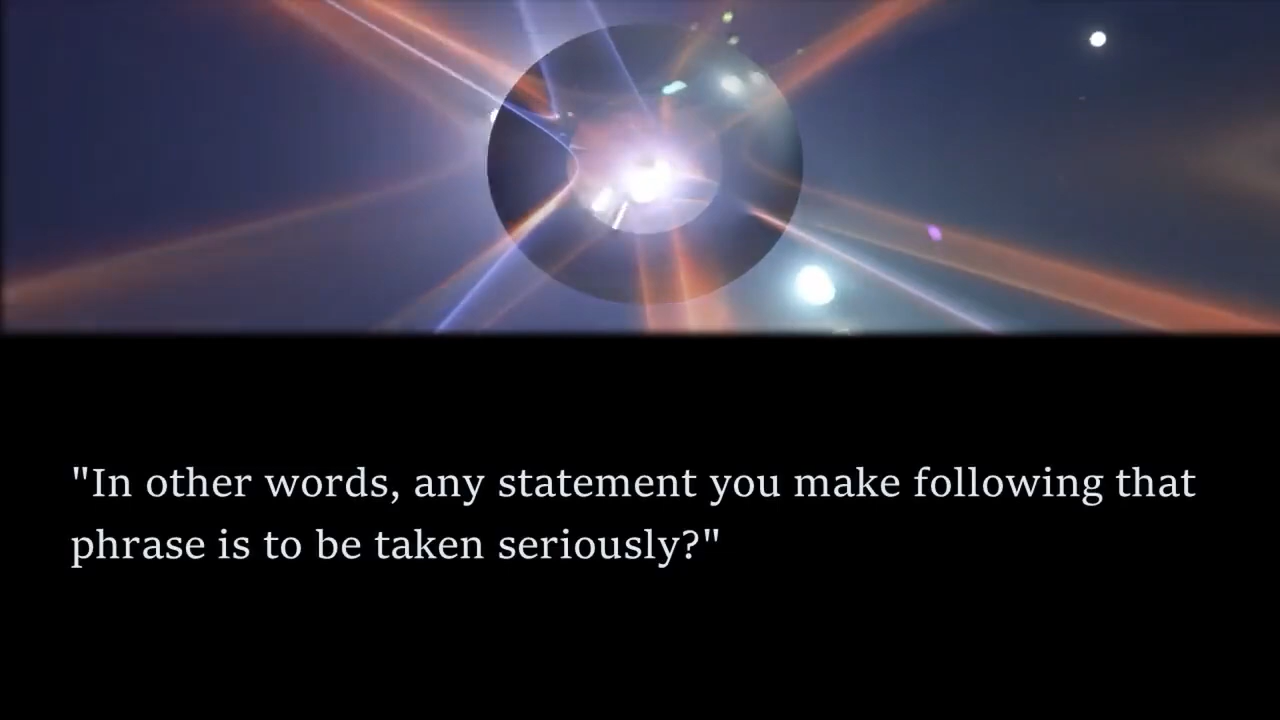 "In other words, any statement you make following that
phrase is to be taken seriously?"